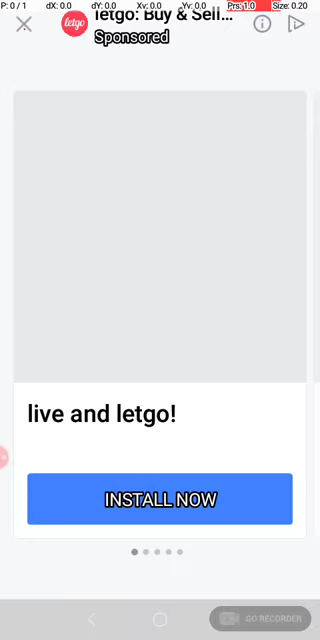 P: 0 / 1 dX: 0.0 dY: 0.0 Xv: 0.0 Yv: 0.0 Prs: 1.0 Size: 0.20
letgo
letgo: Buy & Sell...
Sponsored
live and letgo!
INSTALL NOW
GO RECORDER